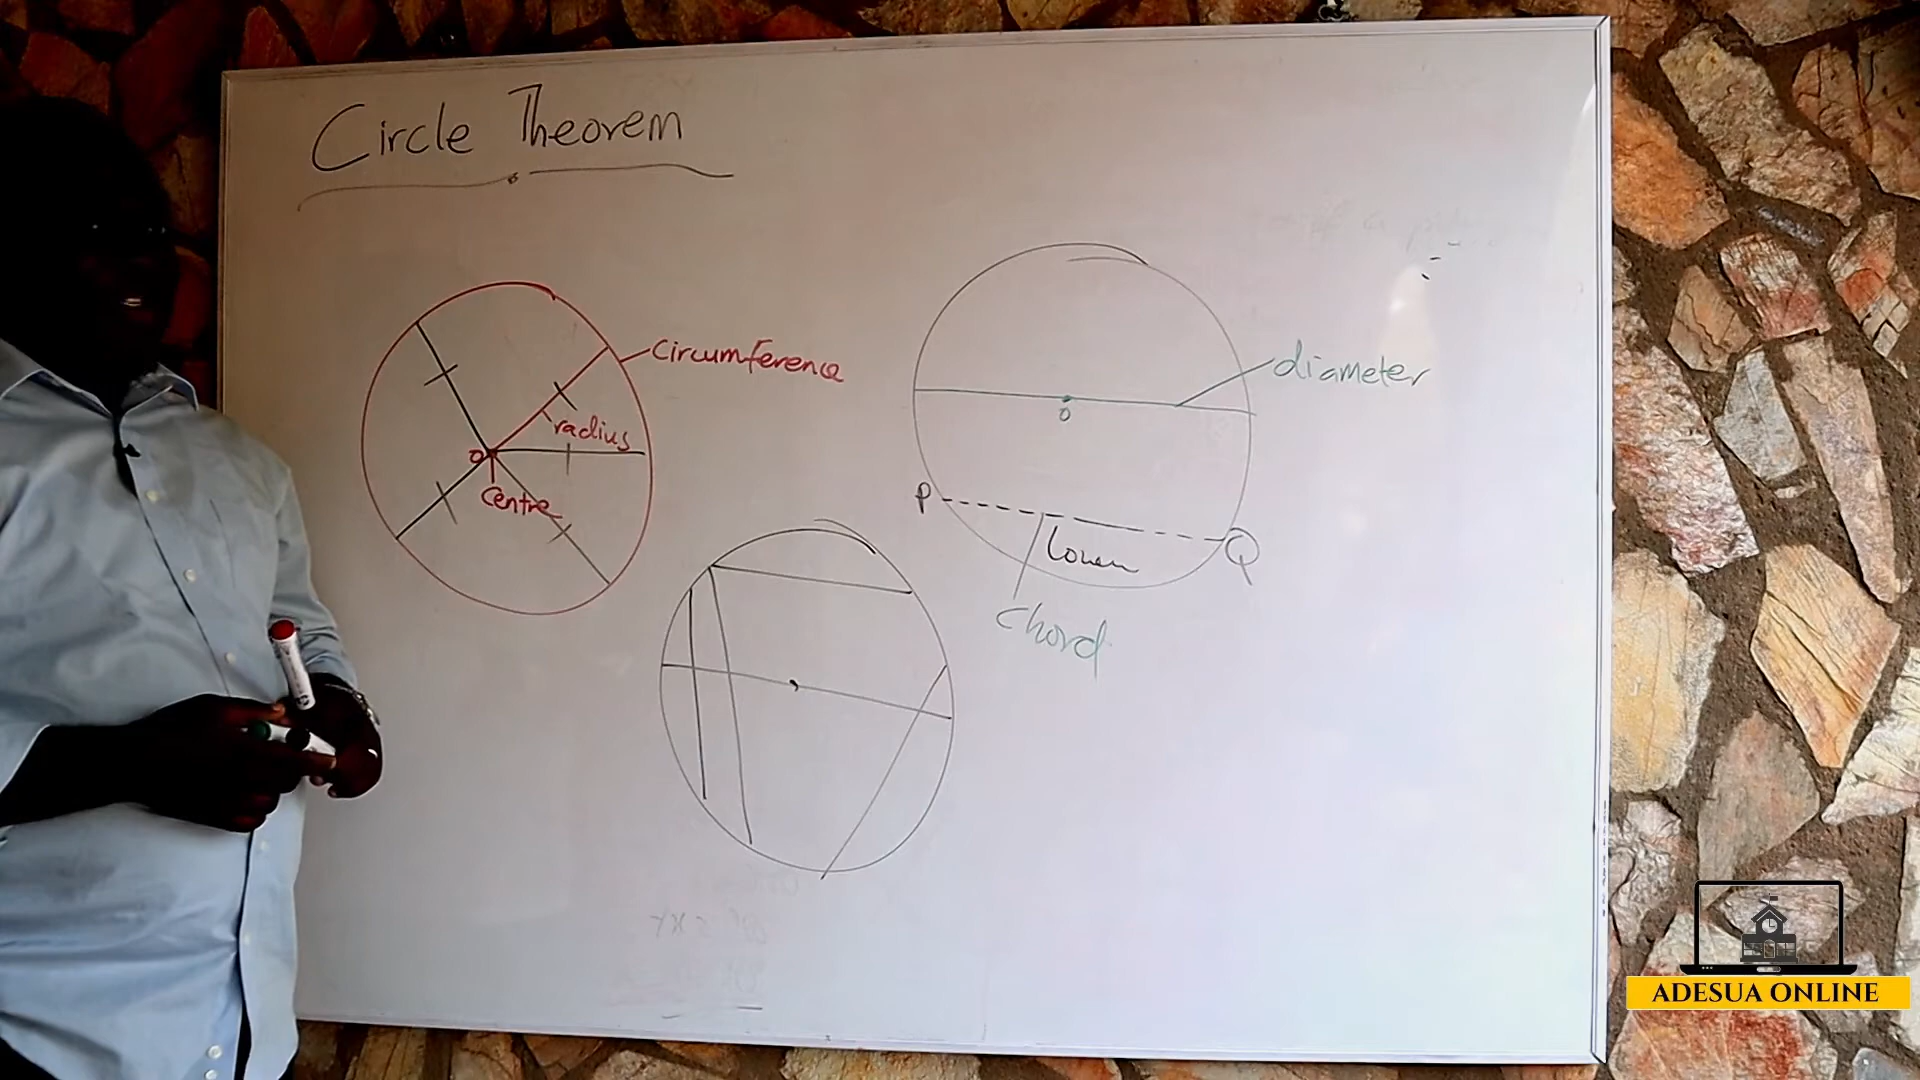 Circle Theorem
Circumference
radius
O
Centre
diameter
O
P
Q
Chord
ADESUA ONLINE